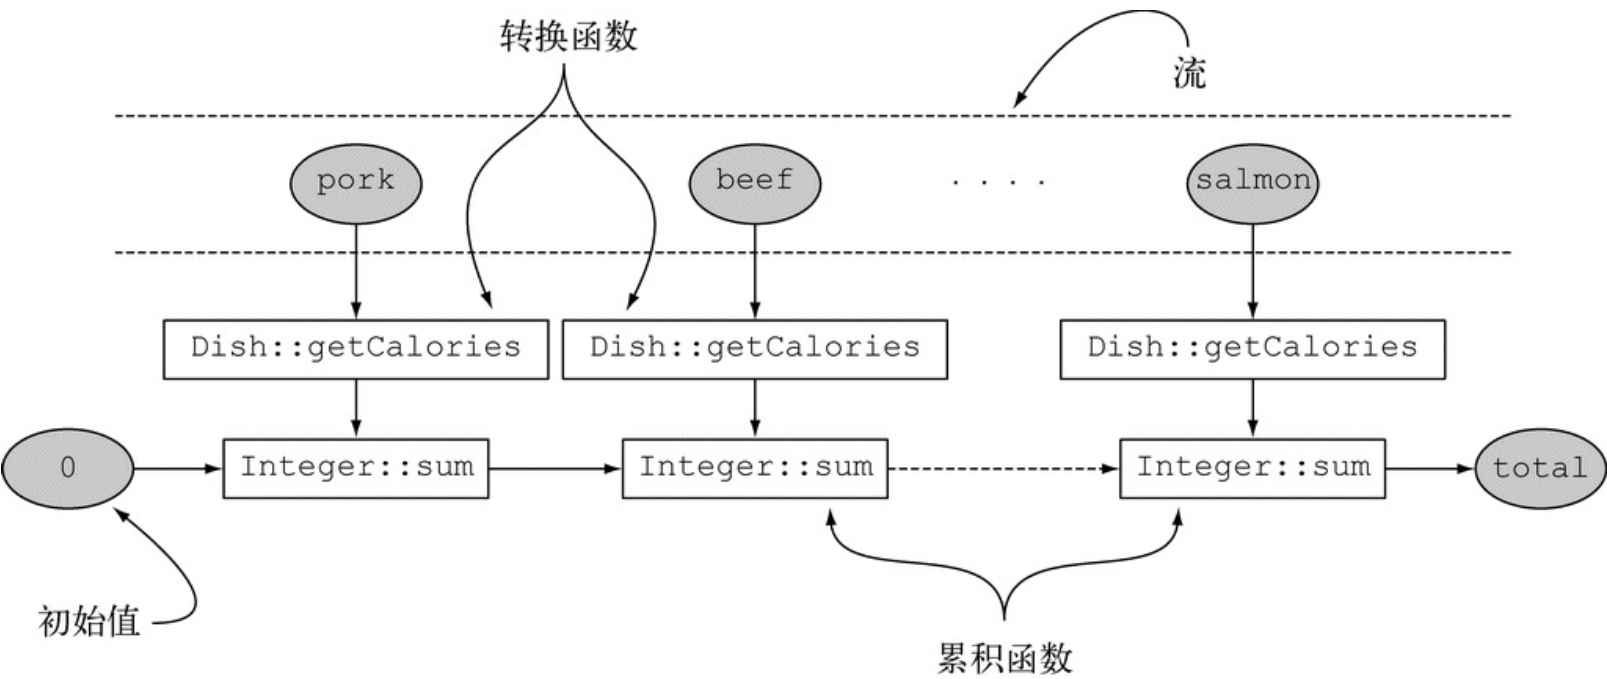 转换函数
流
pork beef .... salmon
Dish::getCalories Dish::getCalories Dish::getCalories
0 Integer::sum Integer::sum Integer::sum total
初始值
累积函数